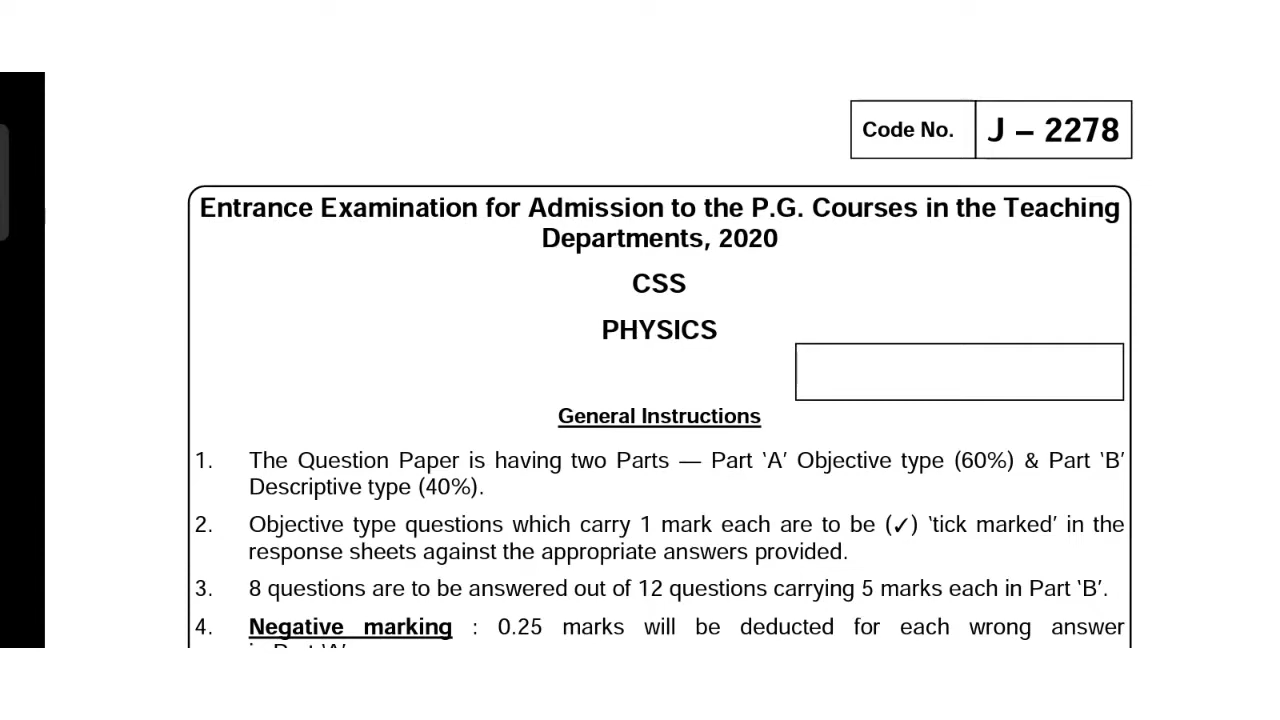 Code No. J – 2278
Entrance Examination for Admission to the P.G. Courses in the Teaching
Departments, 2020
CSS
PHYSICS
General Instructions
1. The Question Paper is having two Parts — Part ‘A’ Objective type (60%) & Part ‘B’
Descriptive type (40%).
2. Objective type questions which carry 1 mark each are to be (✓) ‘tick marked’ in the
response sheets against the appropriate answers provided.
3. 8 questions are to be answered out of 12 questions carrying 5 marks each in Part ‘B’.
4. Negative marking : 0.25 marks will be deducted for each wrong answer
in Part ‘A’